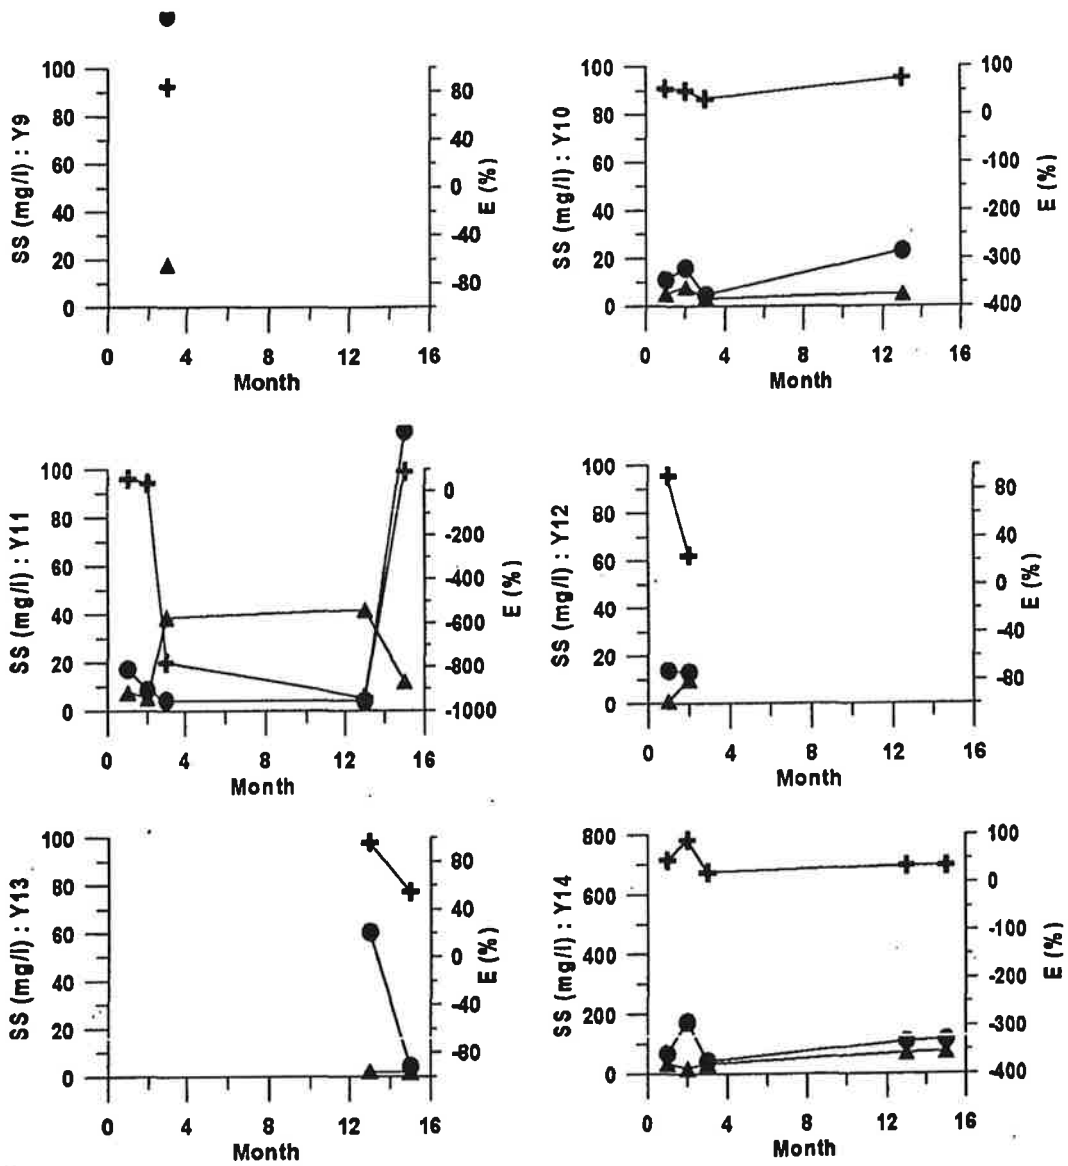 SS (mg/l) : Y9
100
80
60
40
20
0
80
40
0
-40
-80
E (%)
0 4 8 12 16
Month
SS (mg/l) : Y10
100
80
60
40
20
0
100
0
-100
-200
-300
-400
E (%)
0 4 8 12 16
Month
SS (mg/l) : Y11
100
80
60
40
20
0
0
-200
-400
-600
-800
-1000
E (%)
0 4 8 12 16
Month
SS (mg/l) : Y12
100
80
60
40
20
0
80
40
0
-40
-80
E (%)
0 4 8 12 16
Month
SS (mg/l) : Y13
100
80
60
40
20
0
80
40
0
-40
-80
E (%)
0 4 8 12 16
Month
SS (mg/l) : Y14
800
600
400
200
0
100
0
-100
-200
-300
-400
E (%)
0 4 8 12 16
Month